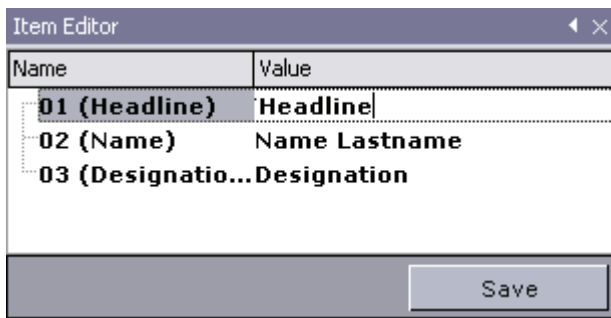 Item Editor
Name Value
01 (Headline) Headline
02 (Name) Name Lastname
03 (Designatio... Designation
Save